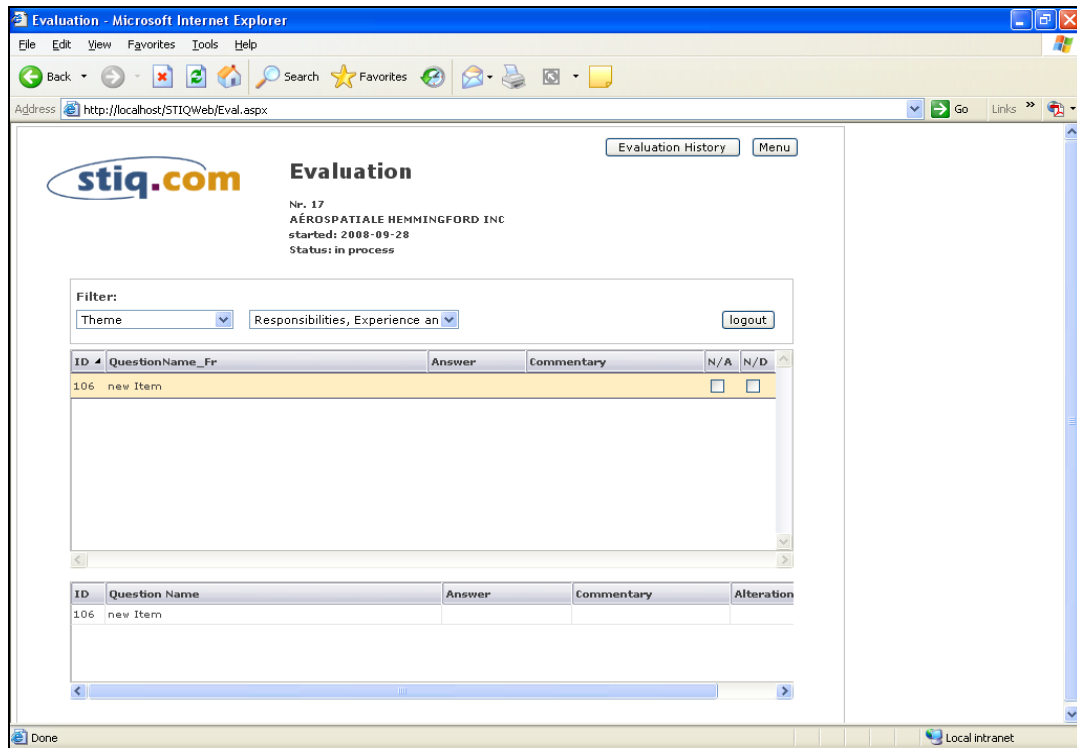 Evaluation - Microsoft Internet Explorer
File Edit View Favorites Tools Help
Back Search Favorites
Address http://localhost/STIQWeb/Eval.aspx Go Links »
Evaluation History Menu
stiq.com
Evaluation
Nr. 17
AÉROSPATIALE HEMMINGFORD INC
started: 2008-09-28
Status: in process
Filter:
Theme Responsibilities, Experience an logout
ID QuestionName_Fr Answer Commentary N/A N/D
106 new Item
ID Question Name Answer Commentary Alteration
106 new Item
Done Local intranet